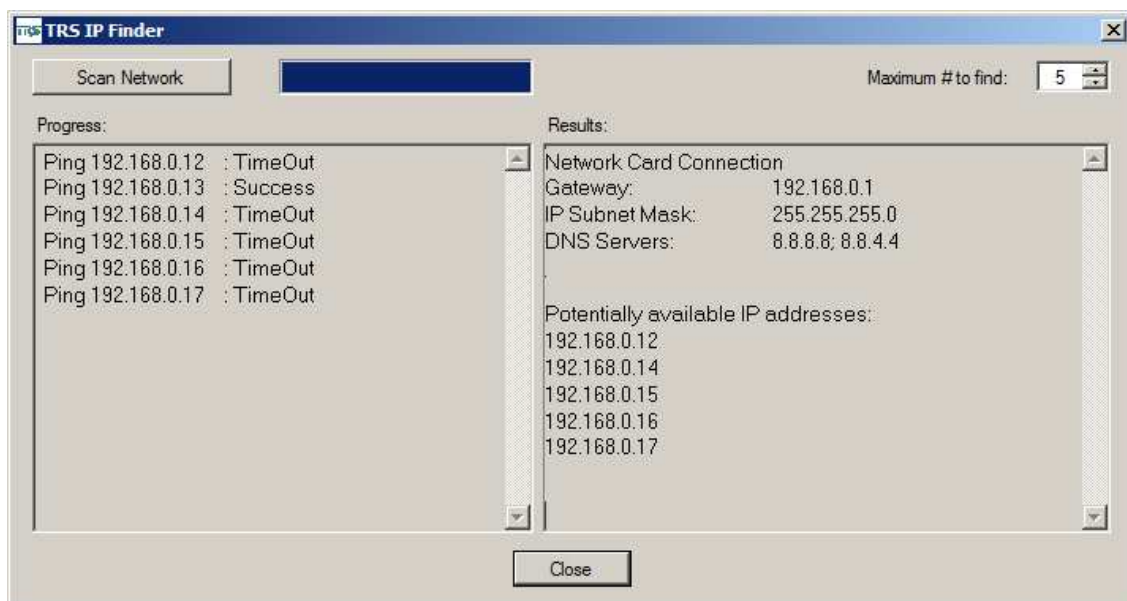 TRS TRS IP Finder
Scan Network
Maximum # to find: 5
Progress:
Ping 192.168.0.12 : TimeOut
Ping 192.168.0.13 : Success
Ping 192.168.0.14 : TimeOut
Ping 192.168.0.15 : TimeOut
Ping 192.168.0.16 : TimeOut
Ping 192.168.0.17 : TimeOut
Results:
Network Card Connection
Gateway: 192.168.0.1
IP Subnet Mask: 255.255.255.0
DNS Servers: 8.8.8.8; 8.8.4.4
.
Potentially available IP addresses:
192.168.0.12
192.168.0.14
192.168.0.15
192.168.0.16
192.168.0.17
Close